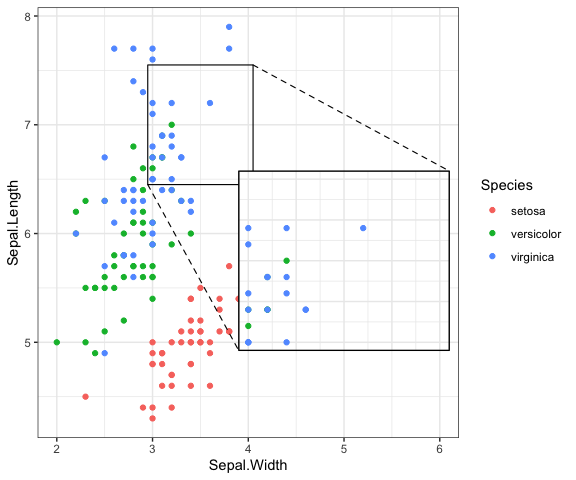 8
7
6
5
Sepal.Length
2 3 4 5 6
Sepal.Width
Species
setosa
versicolor
virginica